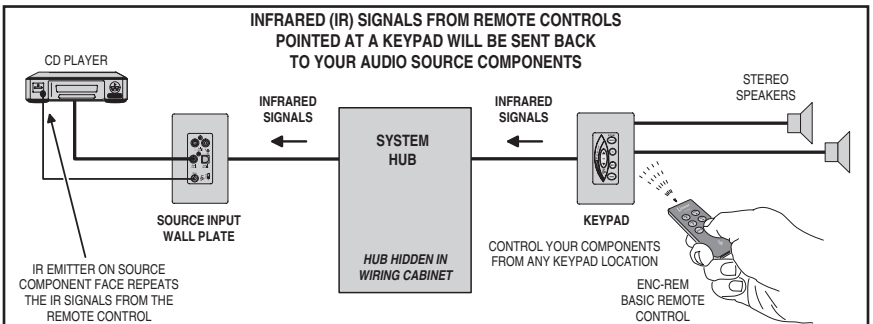 INFRARED (IR) SIGNALS FROM REMOTE CONTROLS
POINTED AT A KEYPAD WILL BE SENT BACK
TO YOUR AUDIO SOURCE COMPONENTS
CD PLAYER
INFRARED
SIGNALS
SOURCE INPUT
WALL PLATE
IR EMITTER ON SOURCE
COMPONENT FACE REPEATS
THE IR SIGNALS FROM THE
REMOTE CONTROL
SYSTEM
HUB
HUB HIDDEN IN
WIRING CABINET
INFRARED
SIGNALS
KEYPAD
STEREO
SPEAKERS
CONTROL YOUR COMPONENTS
FROM ANY KEYPAD LOCATION
ENC-REM
BASIC REMOTE
CONTROL